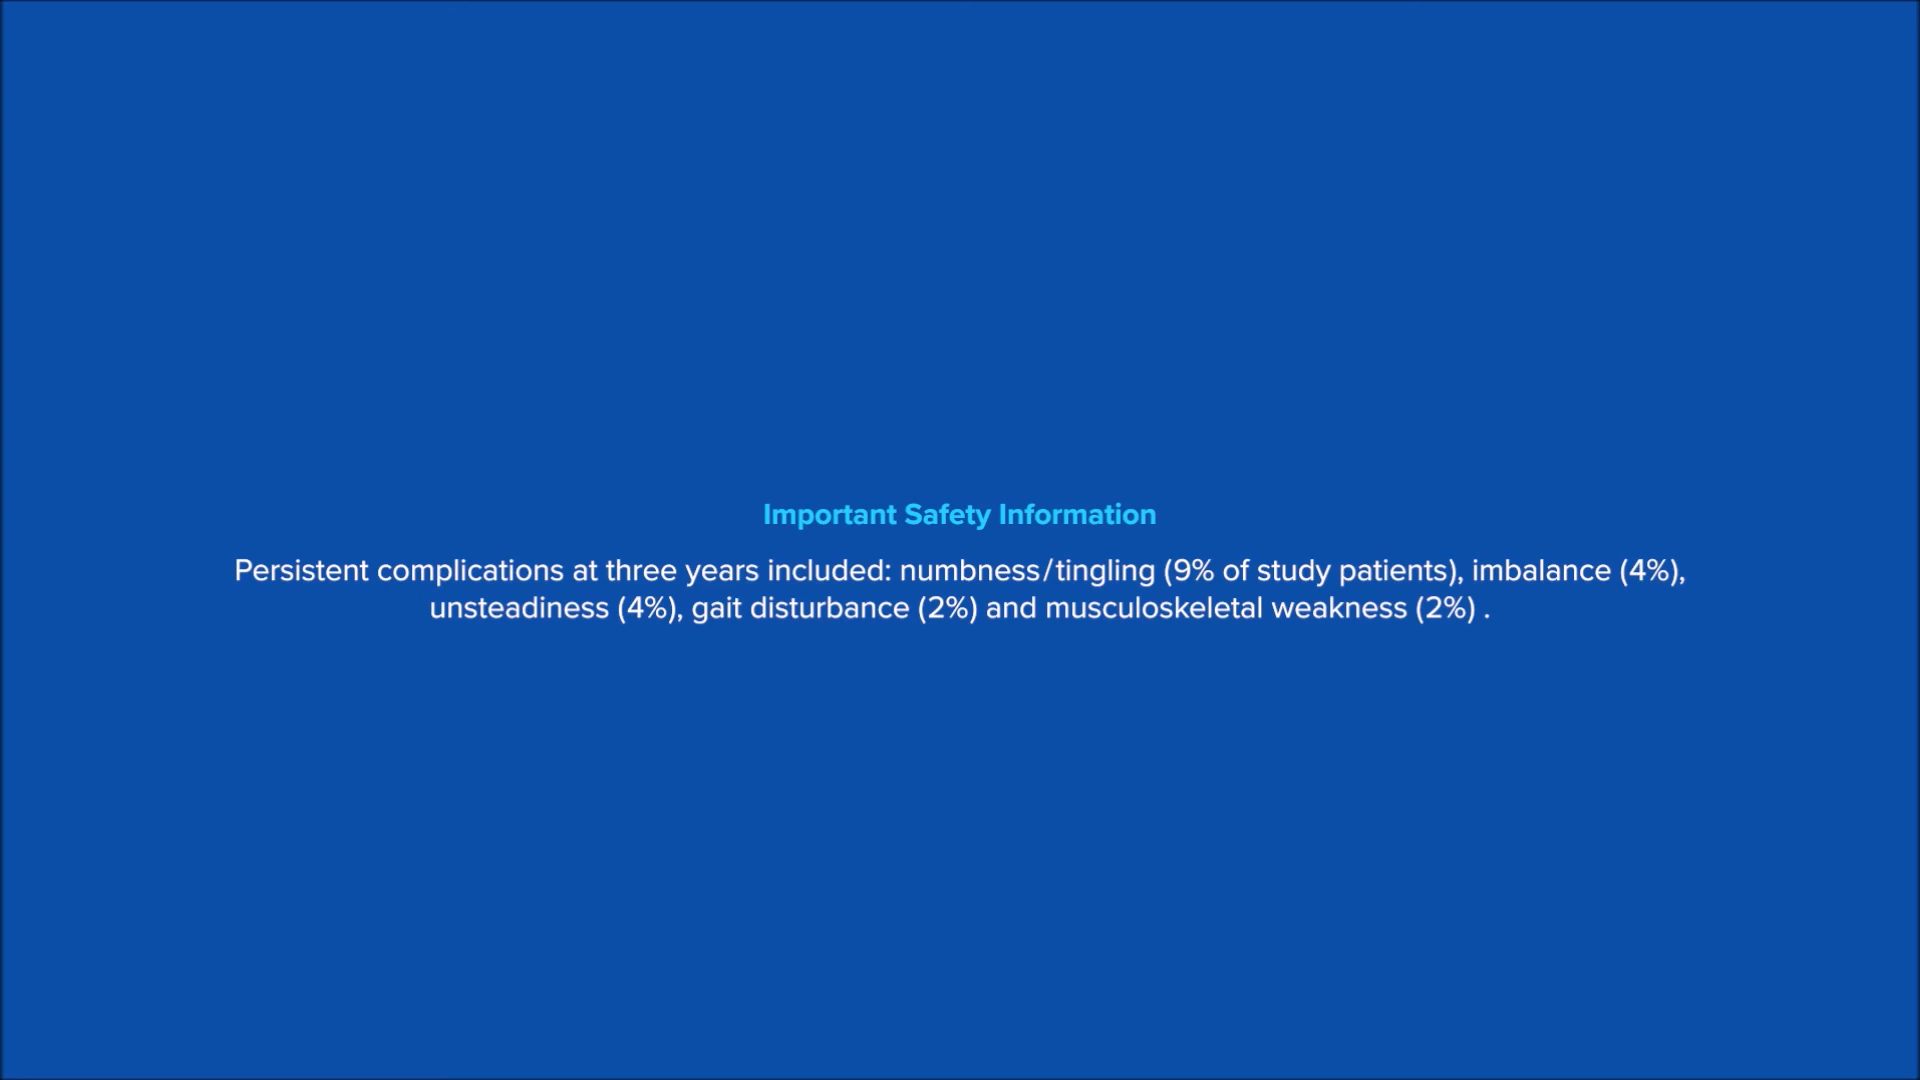 Important Safety Information
Persistent complications at three years included: numbness/tingling (9% of study patients), imbalance (4%),
unsteadiness (4%), gait disturbance (2%) and musculoskeletal weakness (2%) .